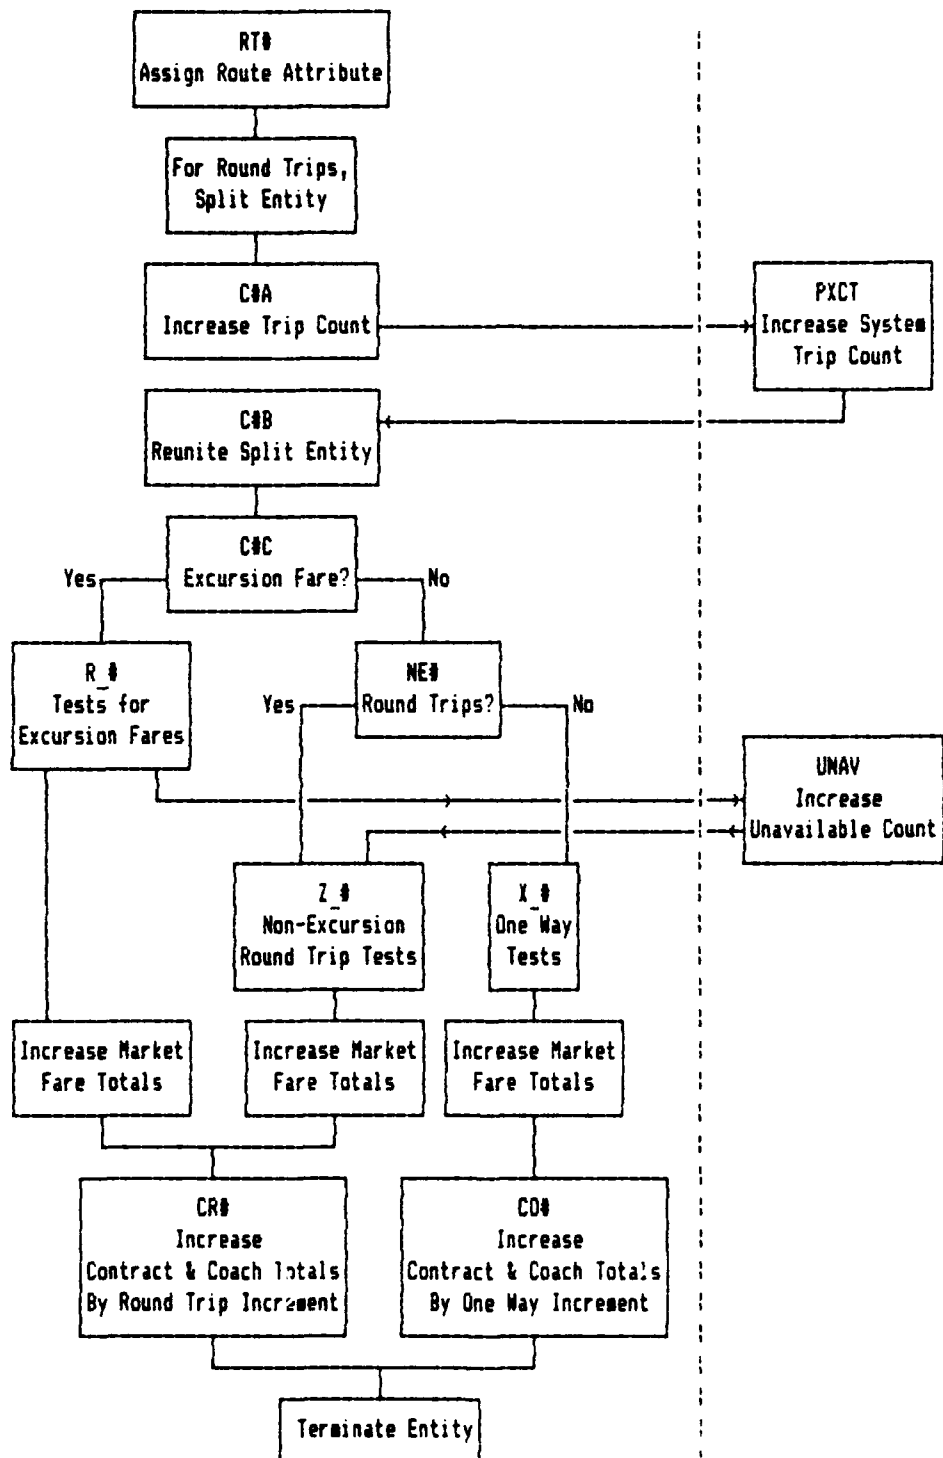 RT#
Assign Route Attribute
For Round Trips,
Split Entity
C#A
Increase Trip Count
PXCT
Increase System
Trip Count
C#B
Reunite Split Entity
C#C
Yes
Excursion Fare?
No
R_#
Tests for
Excursion Fares
NE#
Yes
Round Trips?
No
UNAV
Increase
Unavailable Count
Z_#
Non-Excursion
Round Trip Tests
X_#
One Way
Tests
Increase Market
Fare Totals
Increase Market
Fare Totals
Increase Market
Fare Totals
CR#
Increase
Contract & Coach Totals
By Round Trip Increment
CO#
Increase
Contract & Coach Totals
By One Way Increment
Terminate Entity